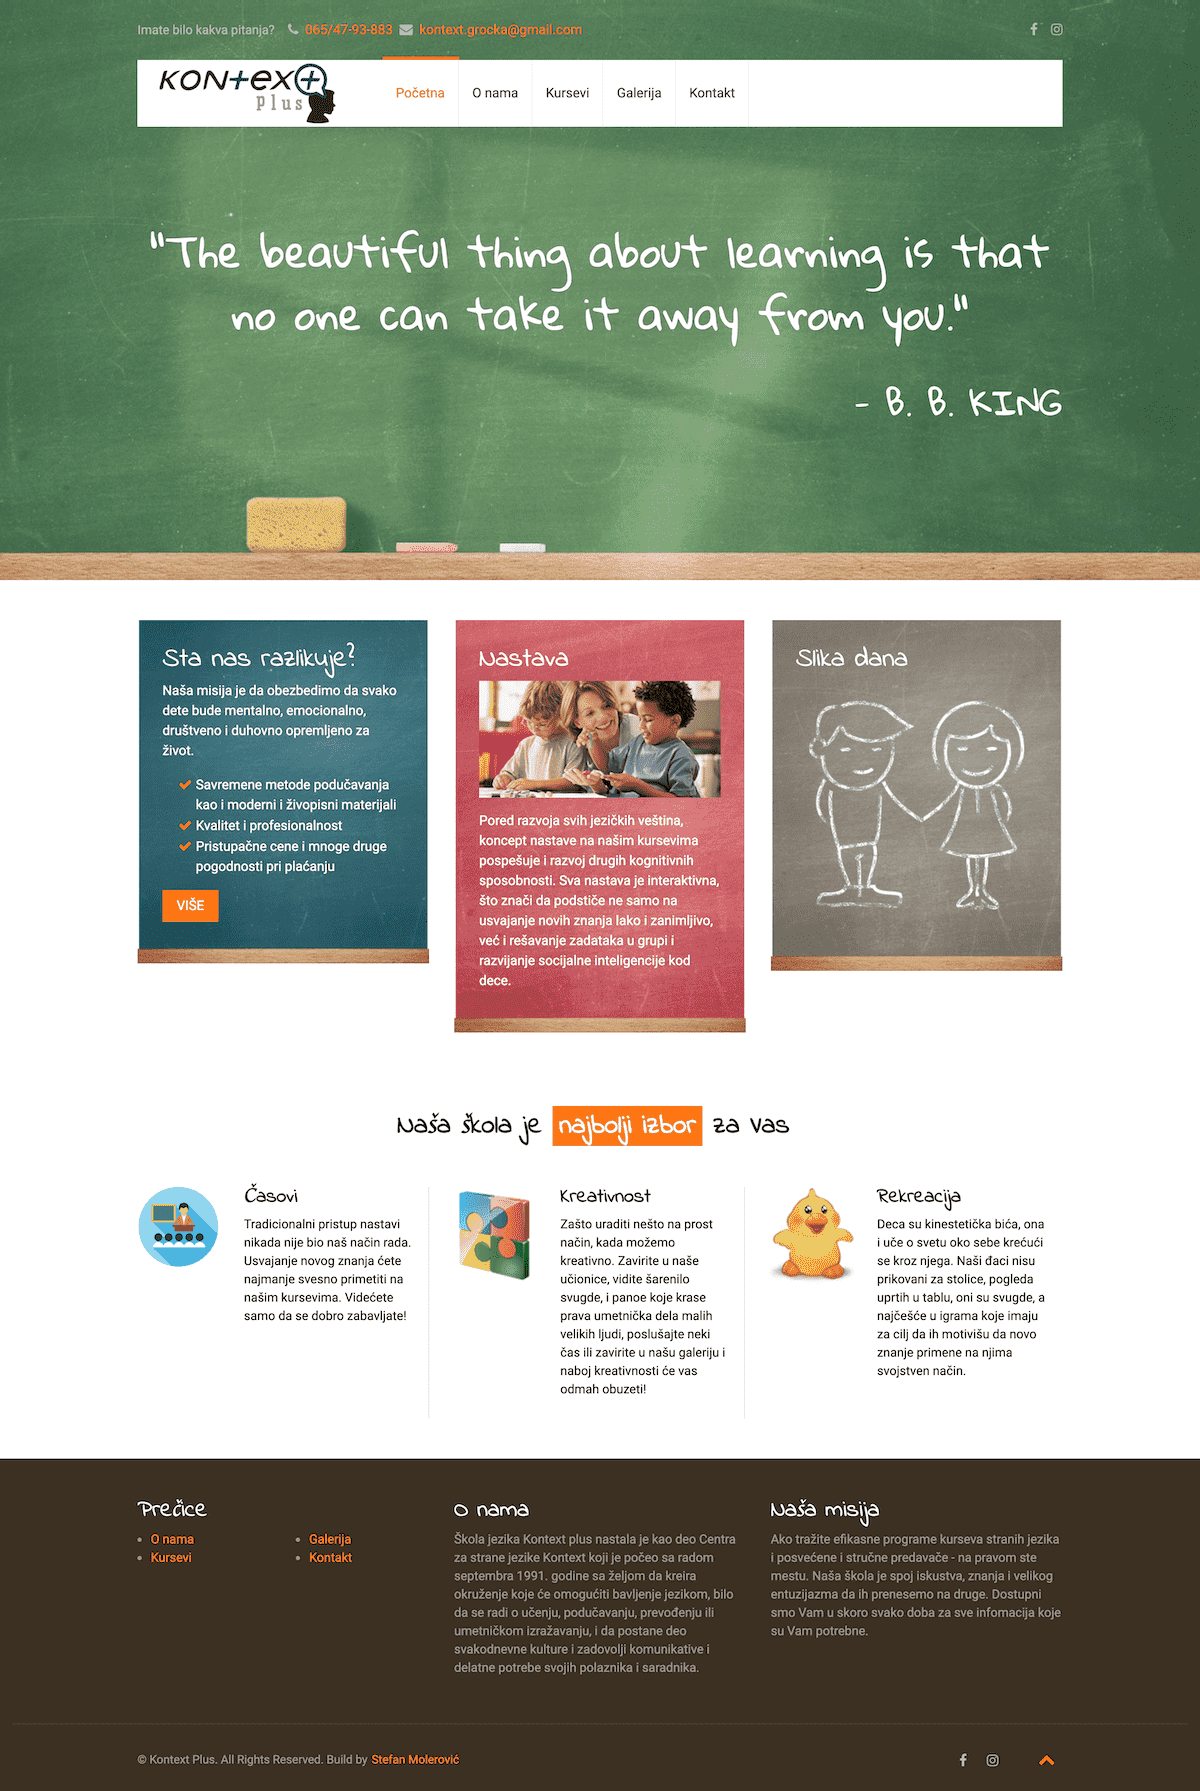 Imate bilo kakva pitanja? 065/47-93-883 kontext.grocka@gmail.com
KONTEXT
plus
Početna O nama Kursevi Galerija Kontakt
"The beautiful thing about learning is that
no one can take it away from you."
- B. B. KING
Sta nas razlikuje?
Naša misija je da obezbedimo da svako
dete bude mentalno, emocionalno,
društveno i duhovno opremljeno za
život.
Savremene metode podučavanja
kao i moderni i živopisni materijali
Kvalitet i profesionalnost
Pristupačne cene i mnoge druge
pogodnosti pri plaćanju
VIŠE
Nastava
Pored razvoja svih jezičkih veština,
koncept nastave na našim kursevima
pospešuje i razvoj drugih kognitivnih
sposobnosti. Sva nastava je interaktivna,
što znači da podstiče ne samo na
usvajanje novih znanja lako i zanimljivo,
već i rešavanje zadataka u grupi i
razvijanje socijalne inteligencije kod
dece.
Slika dana
Naša škola je najbolji izbor za Vas
Časovi
Tradicionalni pristup nastavi
nikada nije bio naš način rada.
Usvajanje novog znanja ćete
najmanje svesno primetiti na
našim kursevima. Videćete
samo da se dobro zabavljate!
Kreativnost
Zašto uraditi nešto na prost
način, kada možemo
kreativno. Zavirite u naše
učionice, vidite šarenilo
svugde, i panoe koje krase
prava umetnička dela malih
velikih ljudi, poslušajte neki
čas ili zavirite u našu galeriju i
naboj kreativnosti će vas
odmah obuzeti!
Rekreacija
Deca su kinestetička bića, ona
i uče o svetu oko sebe krećući
se kroz njega. Naši đaci nisu
prikovani za stolice, pogleda
uprtih u tablu, oni su svugde, a
najčešće u igrama koje imaju
za cilj da ih motivišu da novo
znanje primene na njima
svojstven način.
Prečice
O nama
Kursevi
Galerija
Kontakt
O nama
Škola jezika Kontext plus nastala je kao deo Centra
za strane jezike Kontext koji je počeo sa radom
septembra 1991. godine sa željom da kreira
okruženje koje će omogućiti bavljenje jezikom, bilo
da se radi o učenju, podučavanju, prevođenju ili
umetničkom izražavanju, i da postane deo
svakodnevne kulture i zadovolji komunikative i
delatne potrebe svojih polaznika i saradnika.
Naša misija
Ako tražite efikasne programe kurseva stranih jezika
i posvećene i stručne predavače - na pravom ste
mestu. Naša škola je spoj iskustva, znanja i velikog
entuzijazma da ih prenesemo na druge. Dostupni
smo Vam u skoro svako doba za sve infomacija koje
su Vam potrebne.
© Kontext Plus. All Rights Reserved. Build by Stefan Molerović